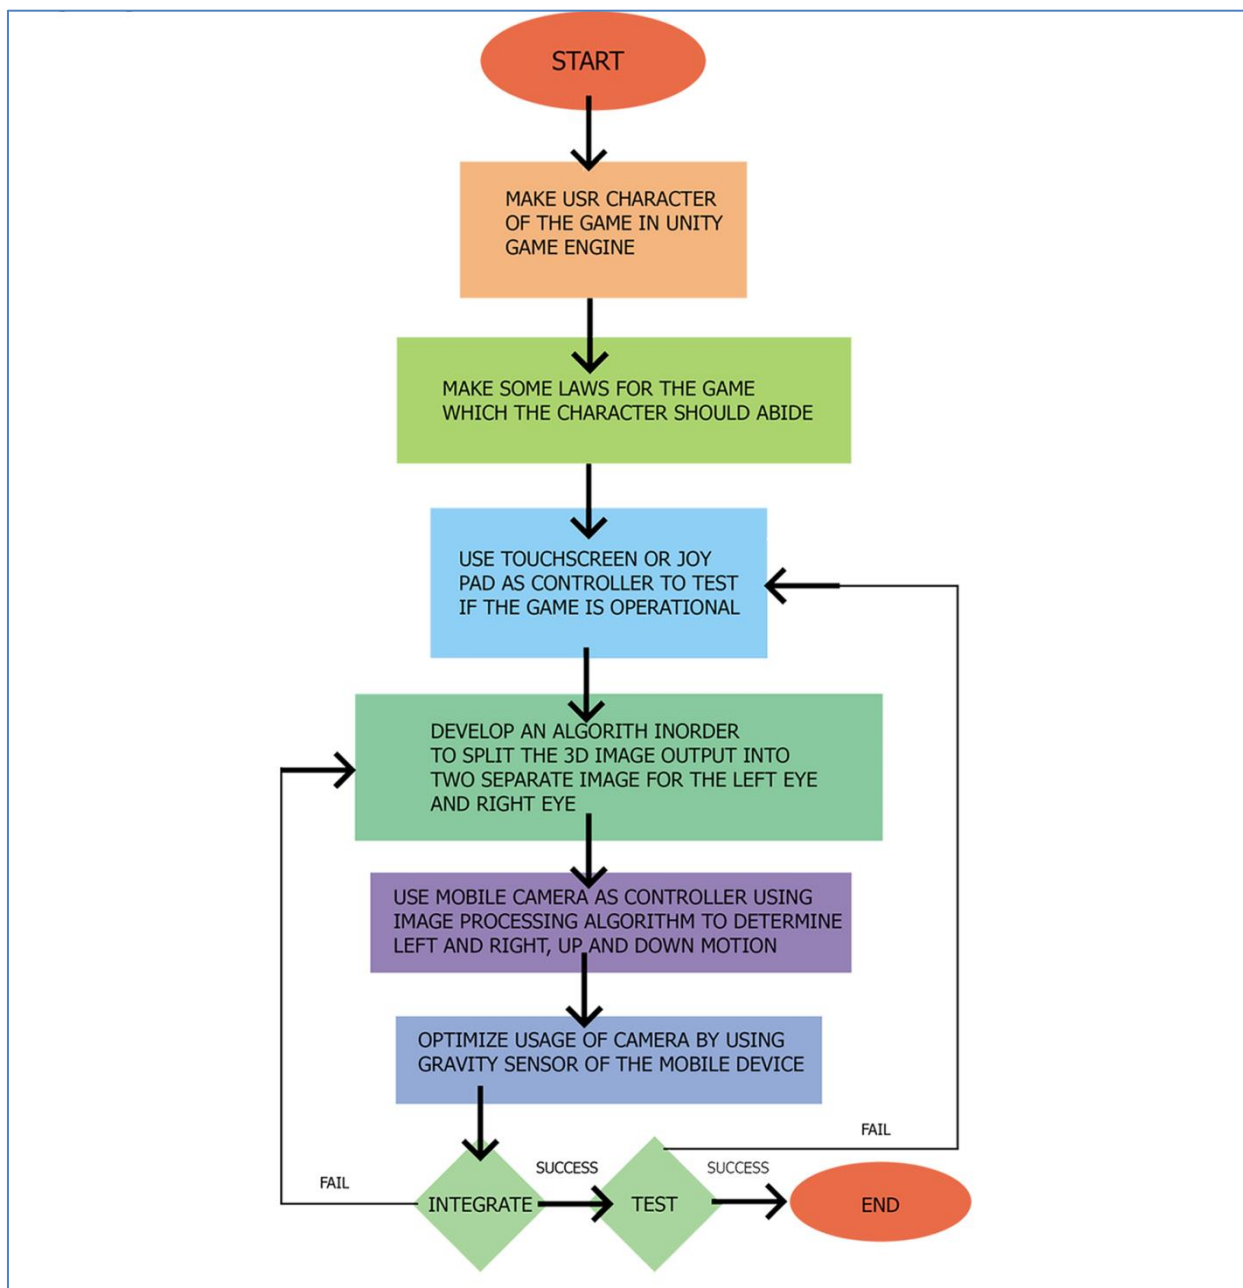 START
MAKE USR CHARACTER
OF THE GAME IN UNITY
GAME ENGINE
MAKE SOME LAWS FOR THE GAME
WHICH THE CHARACTER SHOULD ABIDE
USE TOUCHSCREEN OR JOY
PAD AS CONTROLLER TO TEST
IF THE GAME IS OPERATIONAL
DEVELOP AN ALGORITH INORDER
TO SPLIT THE 3D IMAGE OUTPUT INTO
TWO SEPARATE IMAGE FOR THE LEFT EYE
AND RIGHT EYE
USE MOBILE CAMERA AS CONTROLLER USING
IMAGE PROCESSING ALGORITHM TO DETERMINE
LEFT AND RIGHT, UP AND DOWN MOTION
OPTIMIZE USAGE OF CAMERA BY USING
GRAVITY SENSOR OF THE MOBILE DEVICE
FAIL
INTEGRATE
SUCCESS
TEST
FAIL
SUCCESS
END